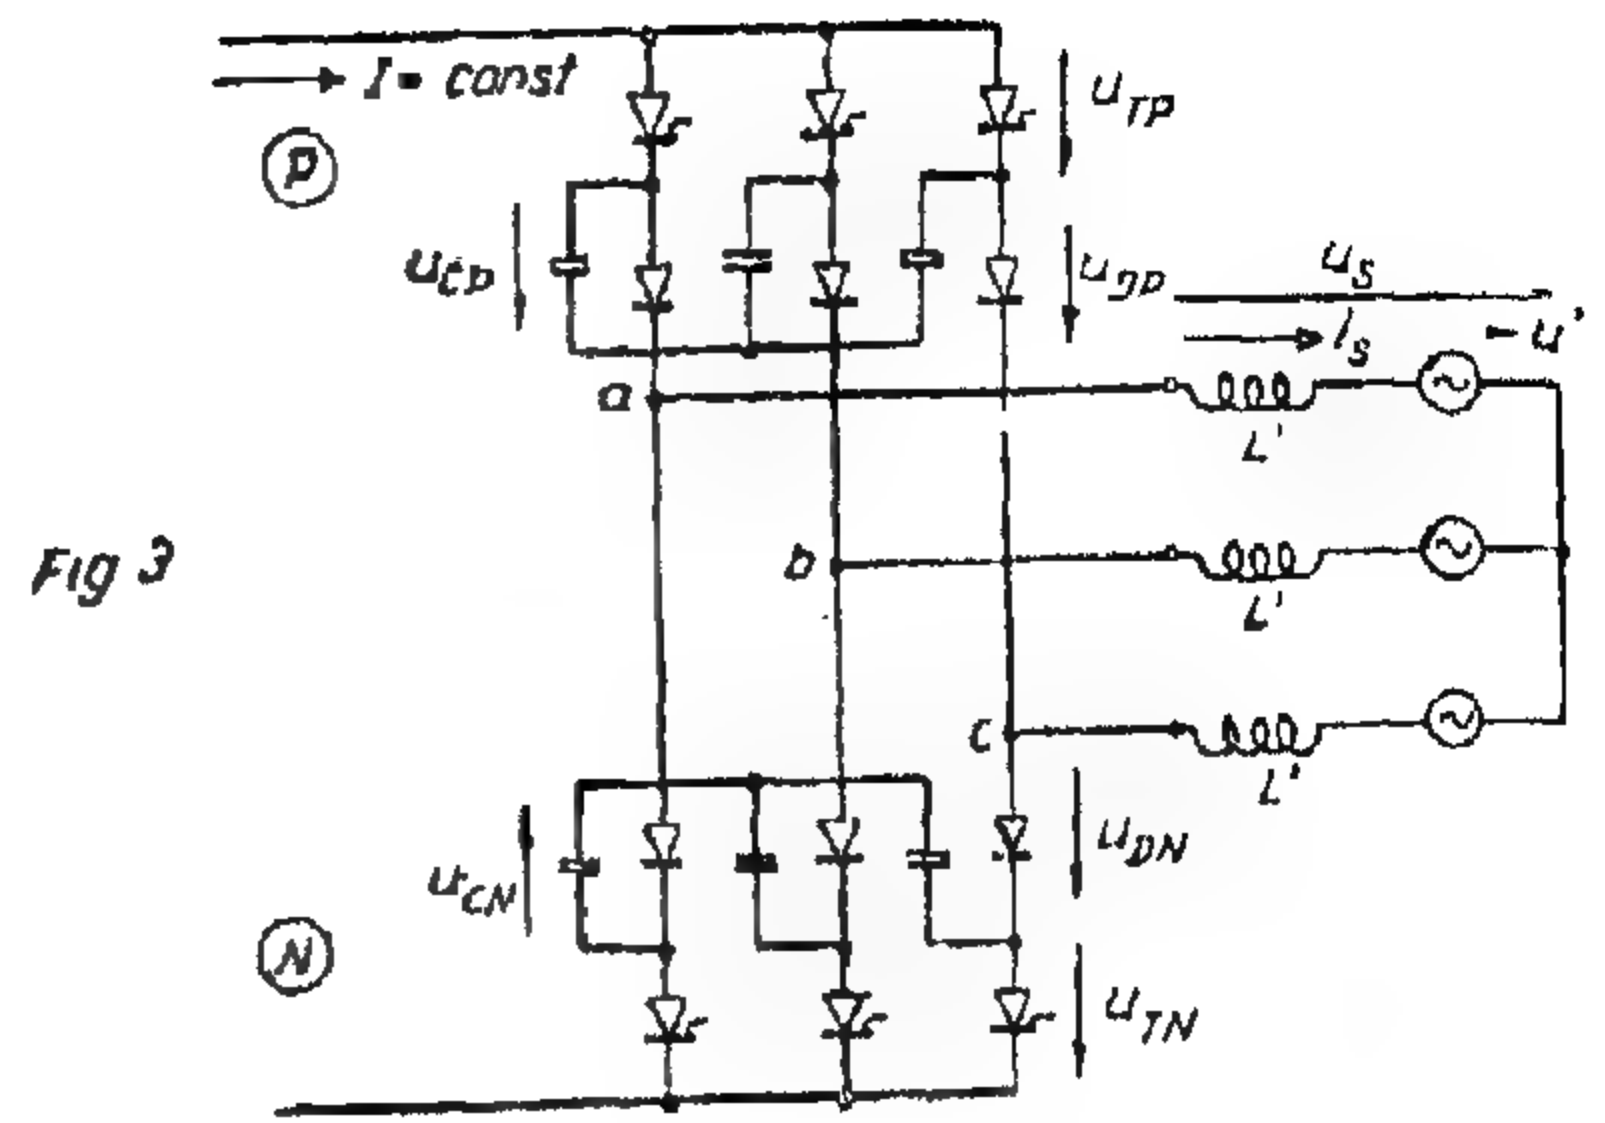 I = const
u_TP
P
u_CP
u_DP
u_S
i_S
u'
a
L'
Fig 3
b
L'
c
L'
u_CN
u_DN
N
u_TN